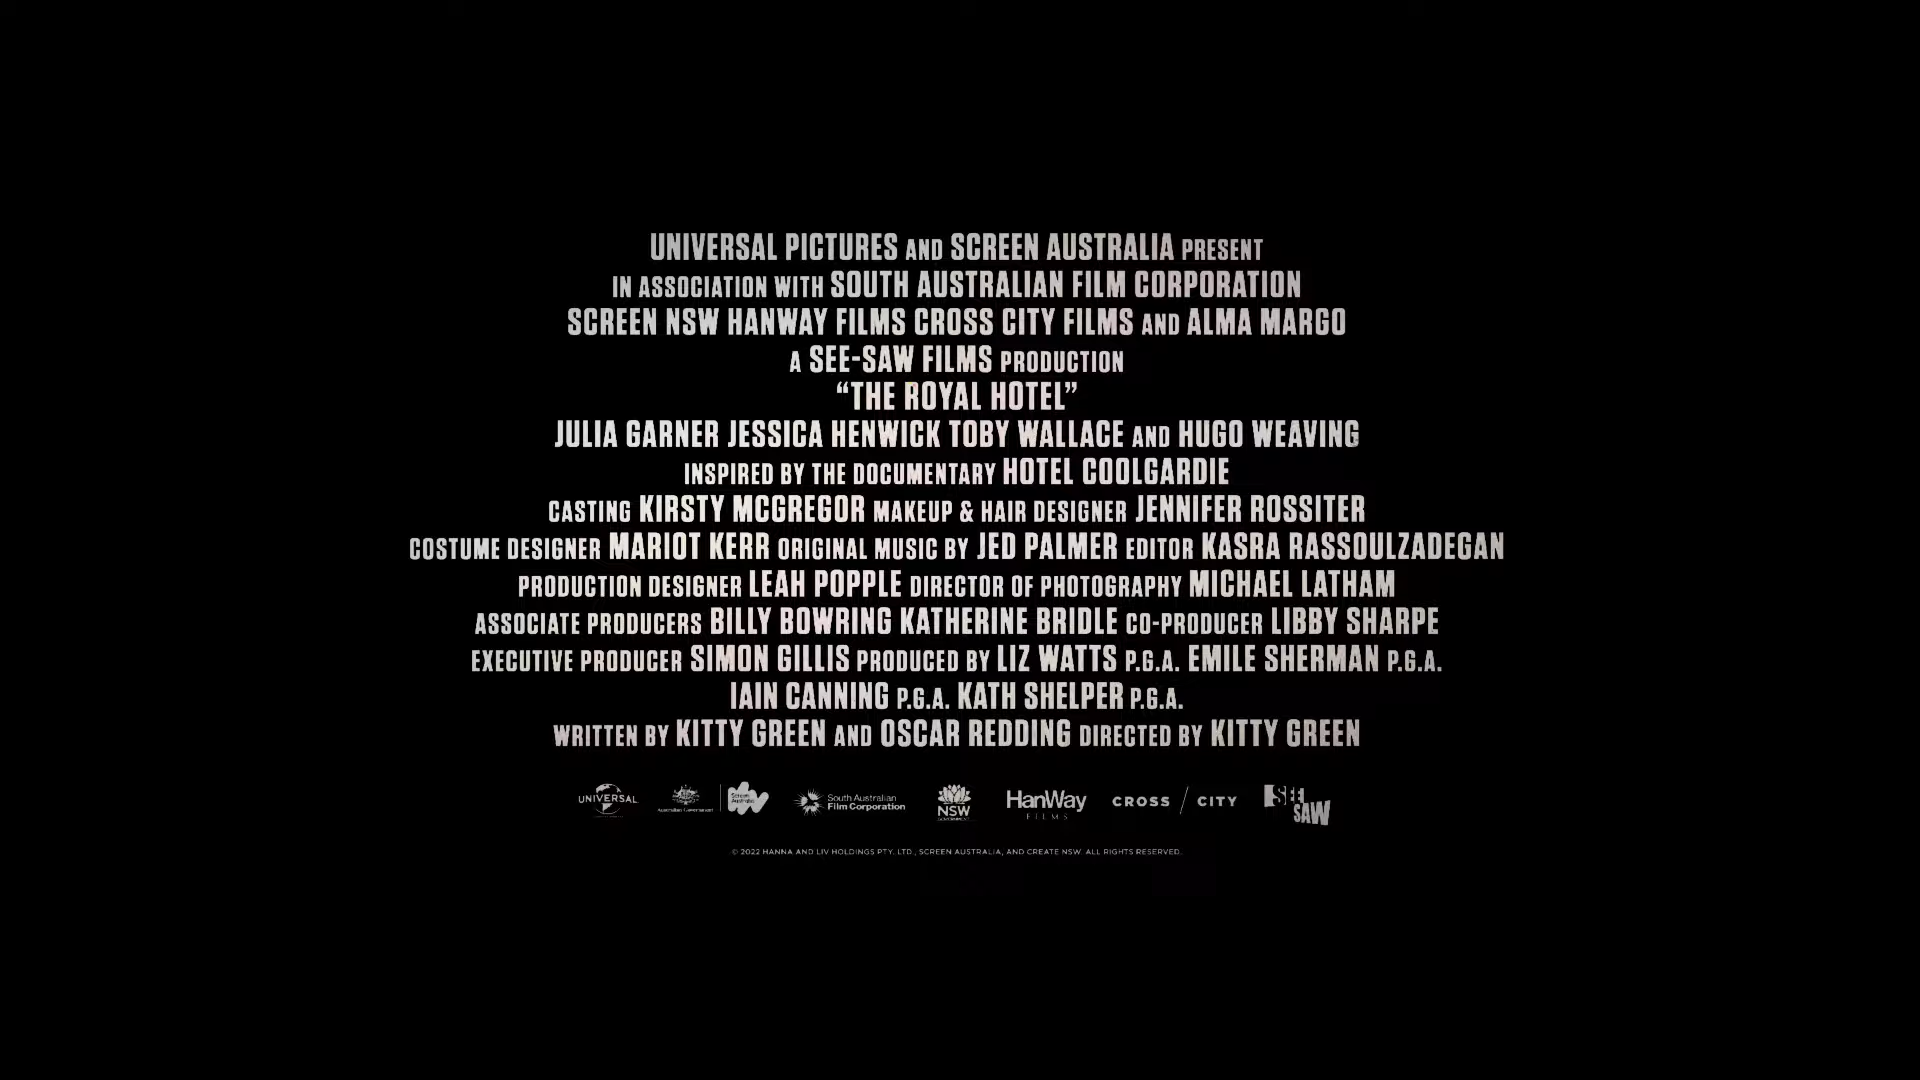 UNIVERSAL PICTURES AND SCREEN AUSTRALIA PRESENT
IN ASSOCIATION WITH SOUTH AUSTRALIAN FILM CORPORATION
SCREEN NSW HANWAY FILMS CROSS CITY FILMS AND ALMA MARGO
A SEE-SAW FILMS PRODUCTION
“THE ROYAL HOTEL”
JULIA GARNER JESSICA HENWICK TOBY WALLACE AND HUGO WEAVING
INSPIRED BY THE DOCUMENTARY HOTEL COOLGARDIE
CASTING KIRSTY MCGREGOR MAKEUP & HAIR DESIGNER JENNIFER ROSSITER
COSTUME DESIGNER MARIOT KERR ORIGINAL MUSIC BY JED PALMER EDITOR KASRA RASSOULZADEGAN
PRODUCTION DESIGNER LEAH POPPLE DIRECTOR OF PHOTOGRAPHY MICHAEL LATHAM
ASSOCIATE PRODUCERS BILLY BOWRING KATHERINE BRIDLE CO-PRODUCER LIBBY SHARPE
EXECUTIVE PRODUCER SIMON GILLIS PRODUCED BY LIZ WATTS P.G.A. EMILE SHERMAN P.G.A.
IAIN CANNING P.G.A. KATH SHELPER P.G.A.
WRITTEN BY KITTY GREEN AND OSCAR REDDING DIRECTED BY KITTY GREEN
UNIVERSAL Australian Government Screen Australia South Australian Film Corporation NSW GOVERNMENT HanWay FILMS CROSS / CITY SEE SAW
© 2022 HANNA AND LIV HOLDINGS PTY. LTD., SCREEN AUSTRALIA, AND CREATE NSW. ALL RIGHTS RESERVED.